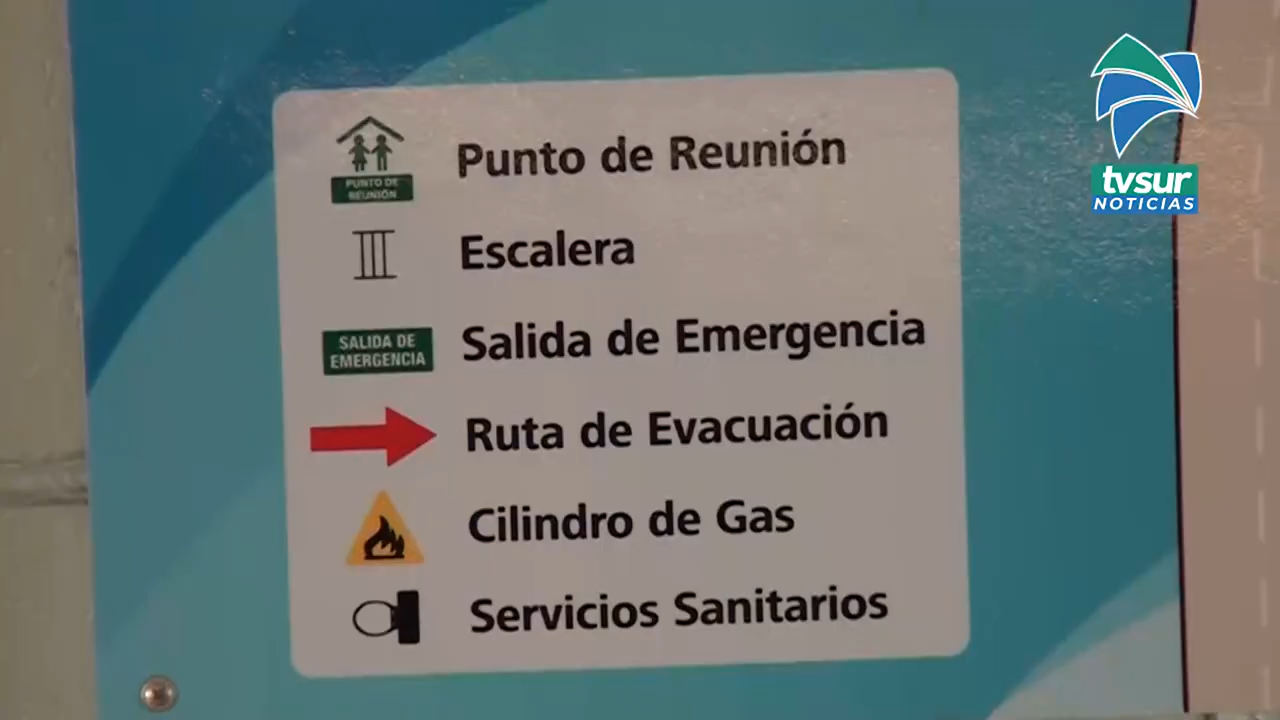 tvsur
NOTICIAS
PUNTO DE
REUNIÓN
Punto de Reunión
Escalera
SALIDA DE
EMERGENCIA
Salida de Emergencia
Ruta de Evacuación
Cilindro de Gas
Servicios Sanitarios